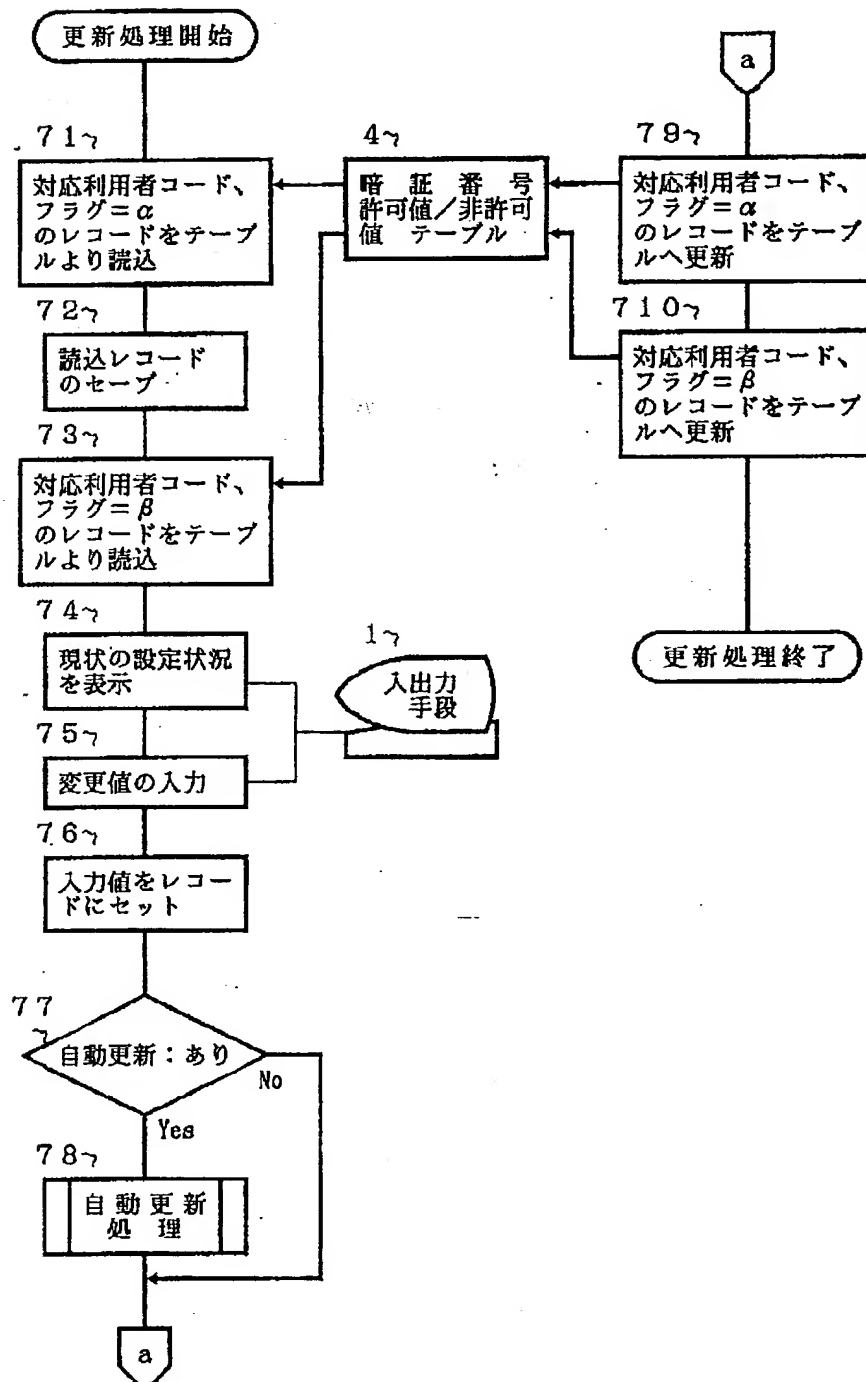 更新処理開始
71
対応利用者コード、
フラグ=α
のレコードをテーブ
ルより読込
72
読込レコード
のセーブ
73
対応利用者コード、
フラグ=β
のレコードをテーブ
ルより読込
74
現状の設定状況
を表示
75
変更値の入力
76
入力値をレコー
ドにセット
77
自動更新:あり
No
Yes
78
自動更新
処理
a
4
暗証番号
許可値/非許可
値 テーブル
1
入出力
手段
a
79
対応利用者コード、
フラグ=α
のレコードをテーブ
ルへ更新
710
対応利用者コード、
フラグ=β
のレコードをテーブ
ルへ更新
更新処理終了